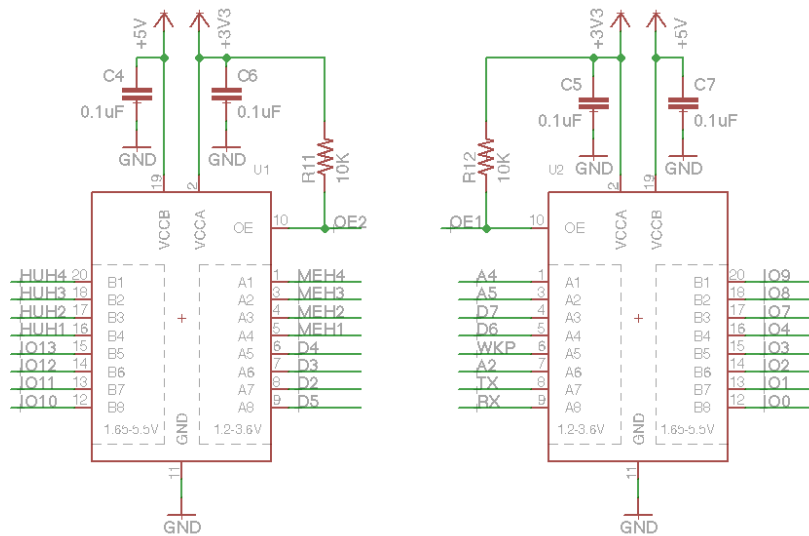 +5V
+3V3
+3V3
+5V
C4
C6
C5
C7
0.1uF
0.1uF
0.1uF
0.1uF
GND
GND
GND
GND
R11
10K
R12
10K
U1
U2
19
2
2
19
VCCB
VCCA
OE
10
OE2
OE1
10
OE
VCCA
VCCB
HUH4 20 B1 A1 1 MEH4
HUH3 18 B2 A2 3 MEH3
HUH2 17 B3 A3 4 MEH2
HUH1 16 B4 A4 5 MEH1
IO13 15 B5 A5 6 D4
IO12 14 B6 A6 7 D3
IO11 13 B7 A7 8 D2
IO10 12 B8 A8 9 D5
1.65-5.5V
GND
1.2-3.6V
11
GND
A4 1 A1 B1 20 IO9
A5 3 A2 B2 18 IO8
D7 4 A3 B3 17 IO7
D6 5 A4 B4 16 IO4
WKP 6 A5 B5 15 IO3
A2 7 A6 B6 14 IO2
TX 8 A7 B7 13 IO1
RX 9 A8 B8 12 IO0
1.2-3.6V
GND
1.65-5.5V
11
GND